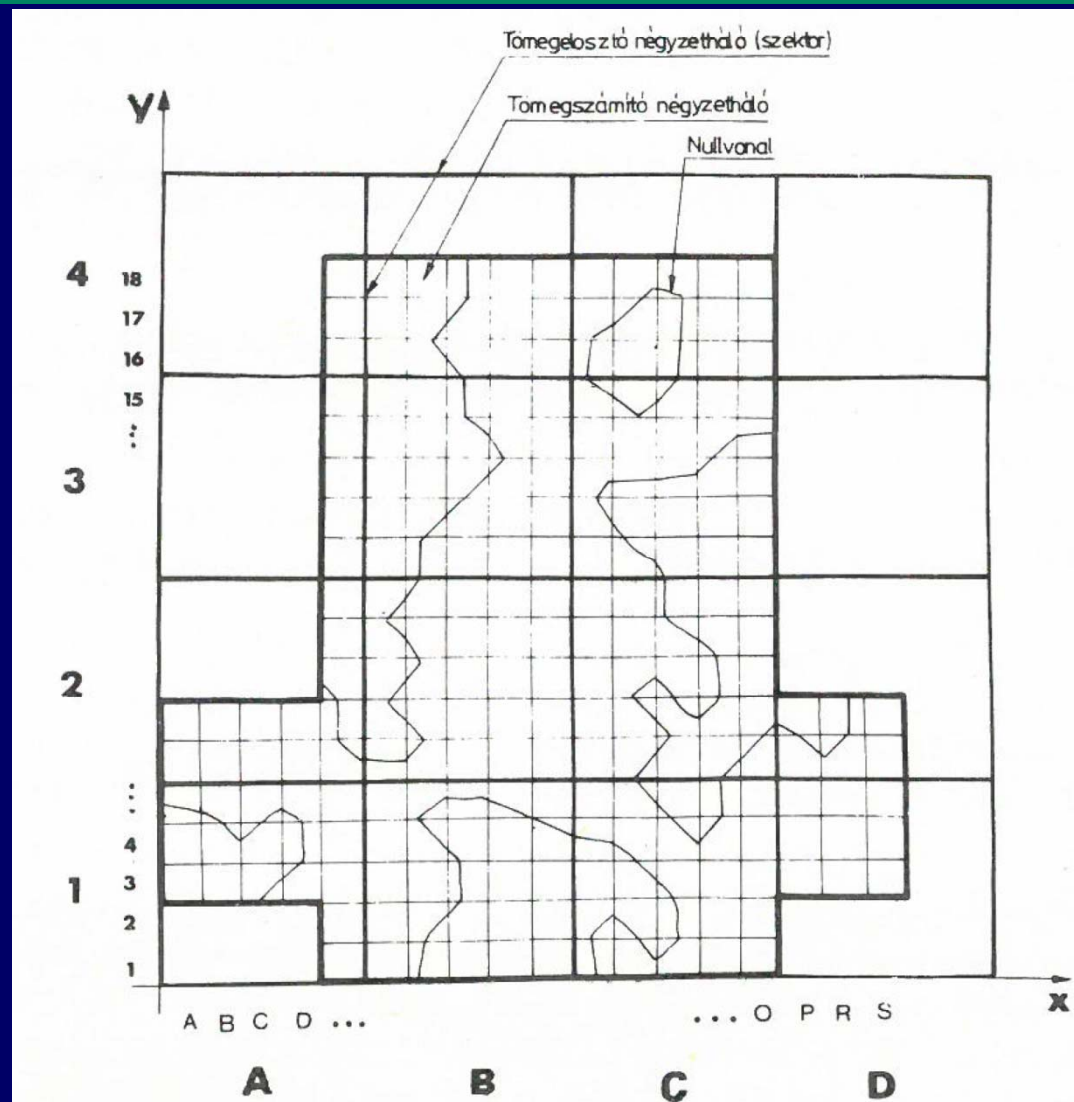 Tömegelosztó négyzetháló (szektor)
y
Tömegszámító négyzetháló
Nullvonal
4
18
17
16
15
⋮
3
2
⋮
4
1
3
2
1
x
A B C D ... ... O P R S
A B C D